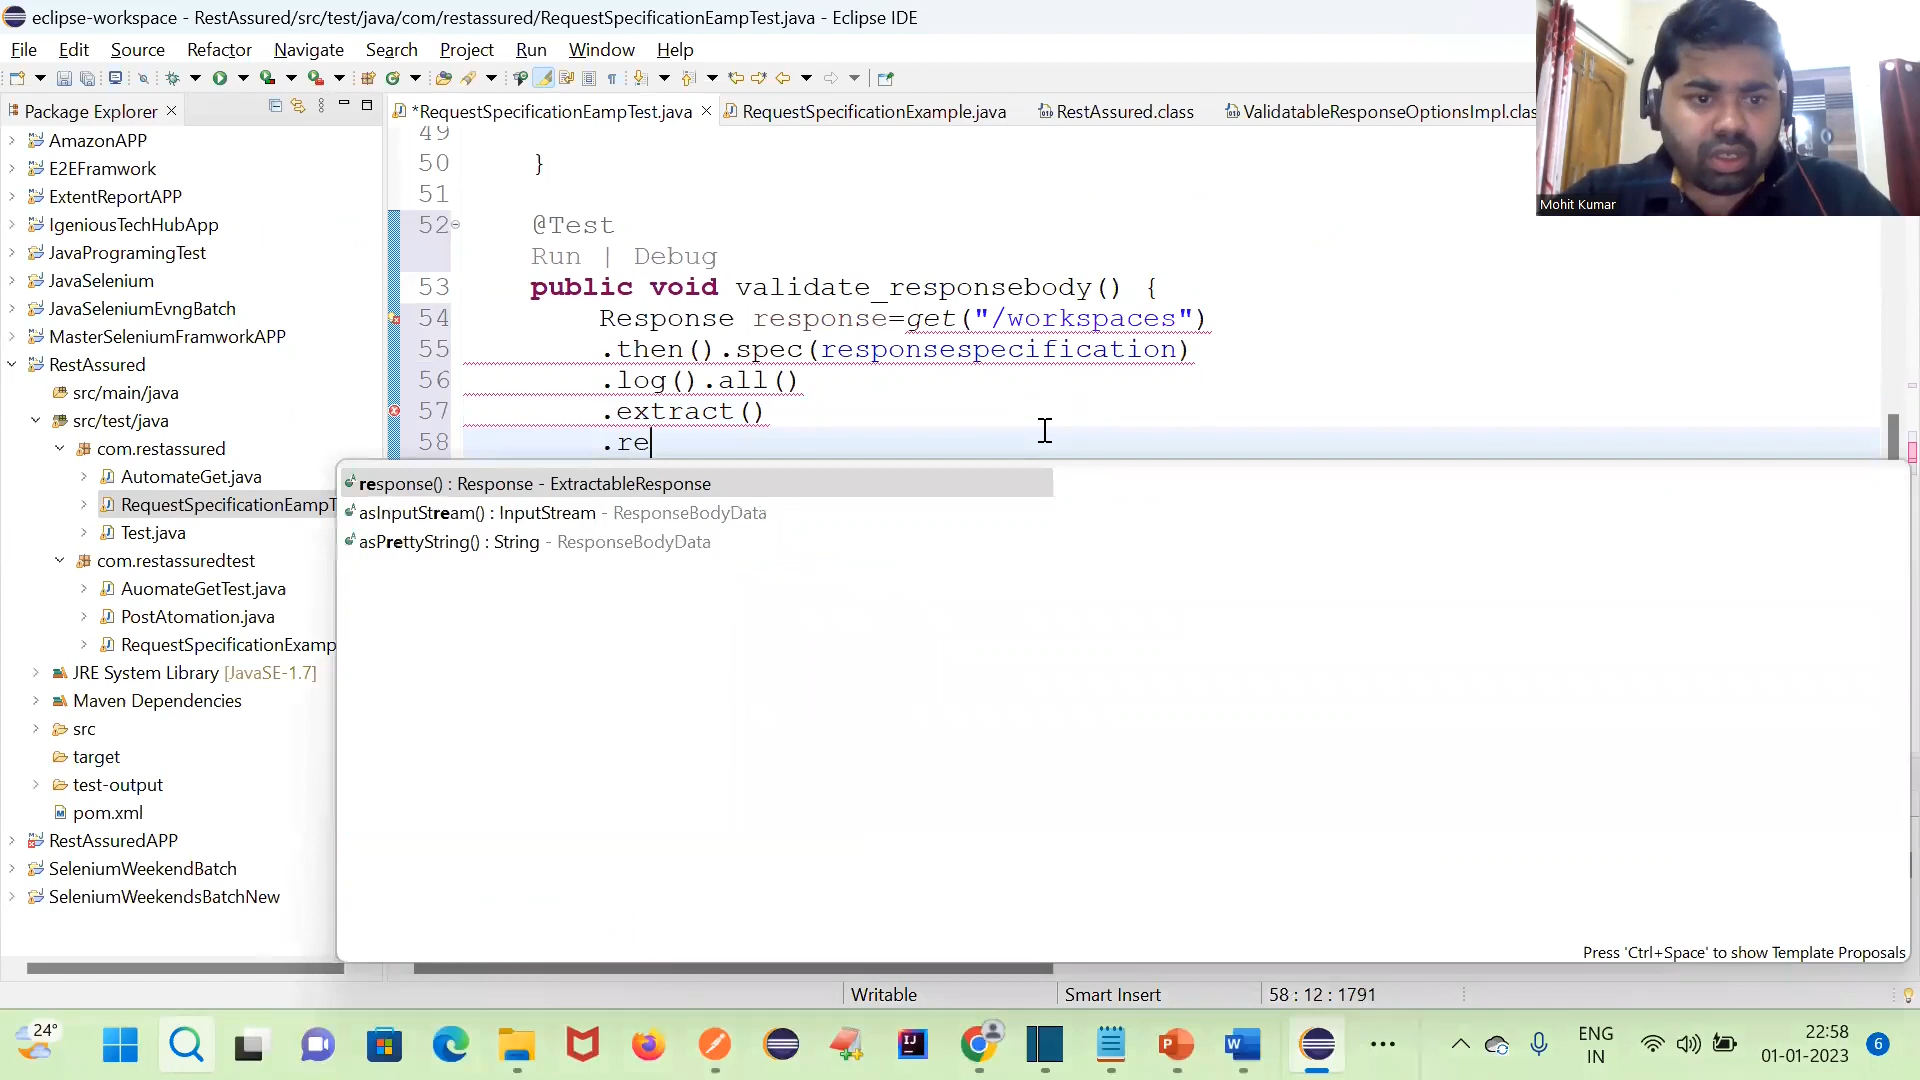 eclipse-workspace - RestAssured/src/test/java/com/restassured/RequestSpecificationEampTest.java - Eclipse IDE
File Edit Source Refactor Navigate Search Project Run Window Help
Package Explorer
*RequestSpecificationEampTest.java RequestSpecificationExample.java RestAssured.class ValidatableResponseOptionsImpl.clas
AmazonAPP
E2EFramwork
ExtentReportAPP
IgeniousTechHubApp
JavaProgramingTest
JavaSelenium
JavaSeleniumEvngBatch
MasterSeleniumFramworkAPP
RestAssured
src/main/java
src/test/java
com.restassured
AutomateGet.java
RequestSpecificationEampT
Test.java
com.restassuredtest
AuomateGetTest.java
PostAtomation.java
RequestSpecificationExamp
JRE System Library [JavaSE-1.7]
Maven Dependencies
src
target
test-output
pom.xml
RestAssuredAPP
SeleniumWeekendBatch
SeleniumWeekendsBatchNew
49
50 }
51
52 @Test
Run | Debug
53 public void validate_responsebody() {
54 Response response=get("/workspaces")
55 .then().spec(responsespecification)
56 .log().all()
57 .extract()
58 .re
response() : Response - ExtractableResponse
asInputStream() : InputStream - ResponseBodyData
asPrettyString() : String - ResponseBodyData
Press 'Ctrl+Space' to show Template Proposals
Mohit Kumar
Writable Smart Insert 58 : 12 : 1791
24°
ENG
IN
22:58
01-01-2023
6